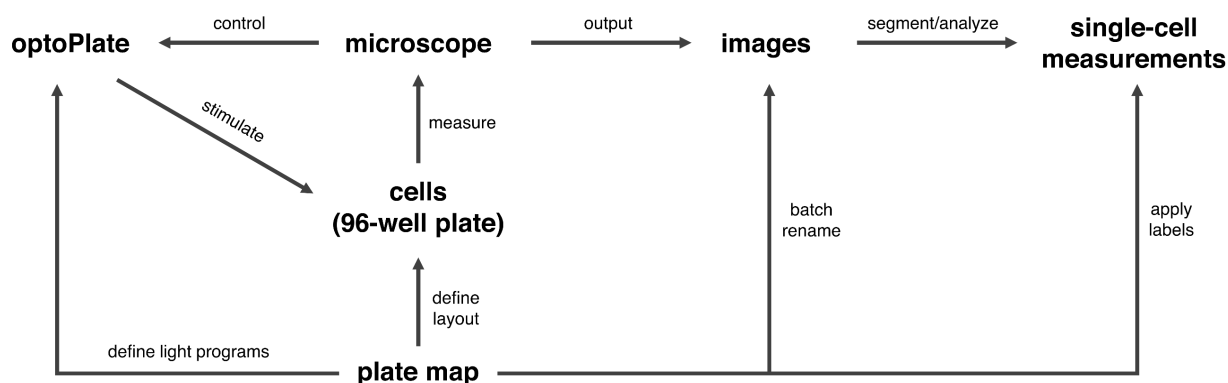 control
output
segment/analyze
optoPlate
microscope
images
single-cell
measurements
stimulate
measure
cells
(96-well plate)
batch
rename
apply
labels
define
layout
define light programs
plate map